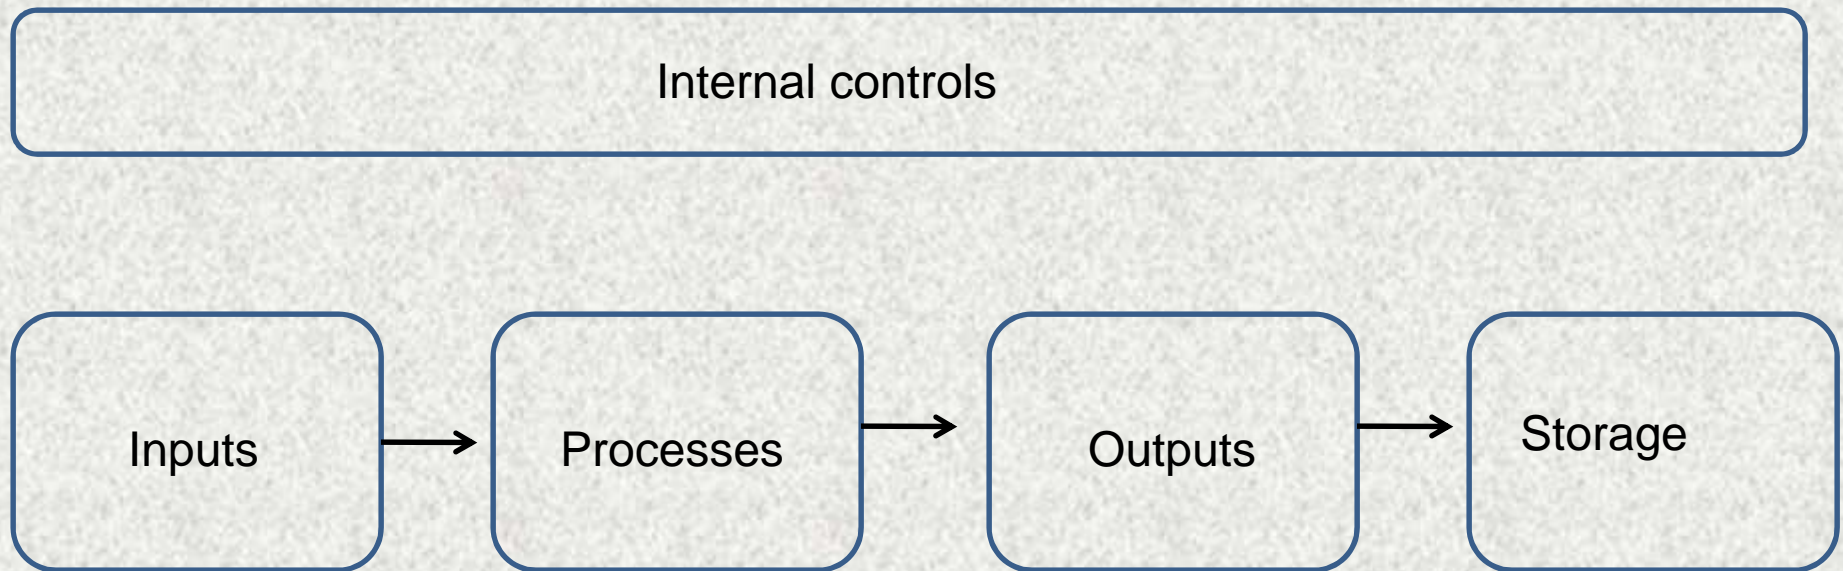 Internal controls
Inputs
Processes
Outputs
Storage